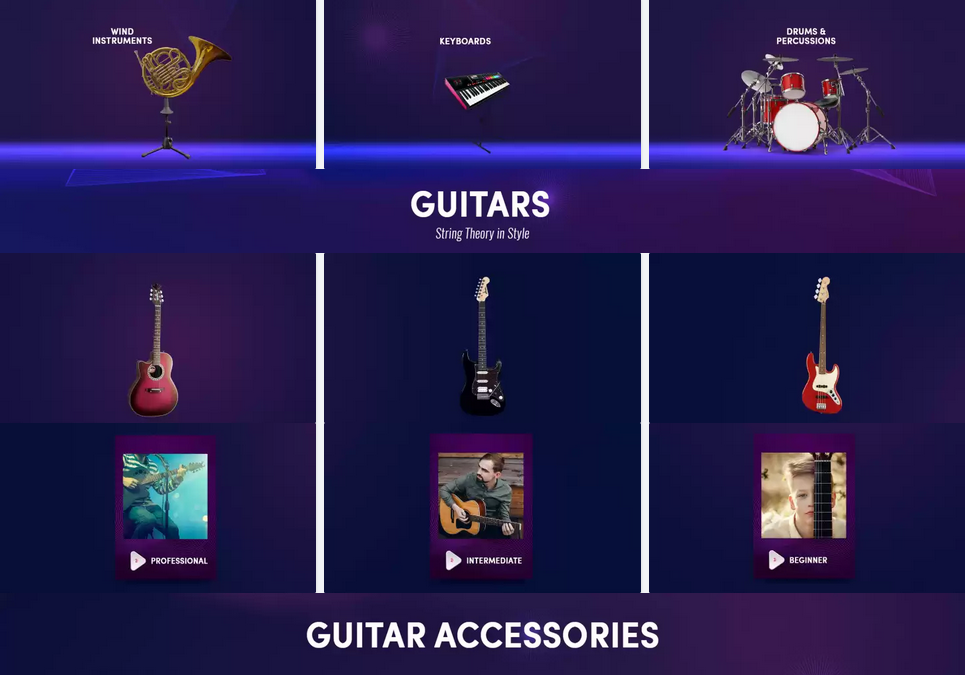 WIND
INSTRUMENTS
KEYBOARDS
DRUMS &
PERCUSSIONS
GUITARS
String Theory in Style
PROFESSIONAL
INTERMEDIATE
BEGINNER
GUITAR ACCESSORIES